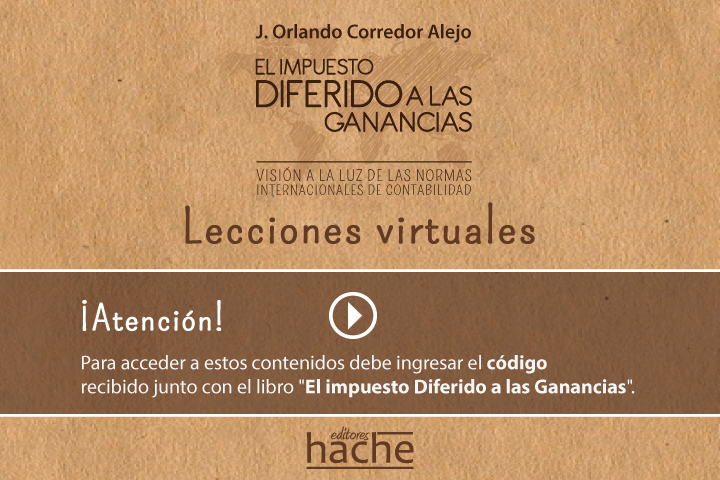 J. Orlando Corredor Alejo
EL IMPUESTO
DIFERIDO A LAS
GANANCIAS
VISIÓN A LA LUZ DE LAS NORMAS
INTERNACIONALES DE CONTABILIDAD
Lecciones virtuales
¡Atención!
Para acceder a estos contenidos debe ingresar el código
recibido junto con el libro "El impuesto Diferido a las Ganancias".
editores
hache